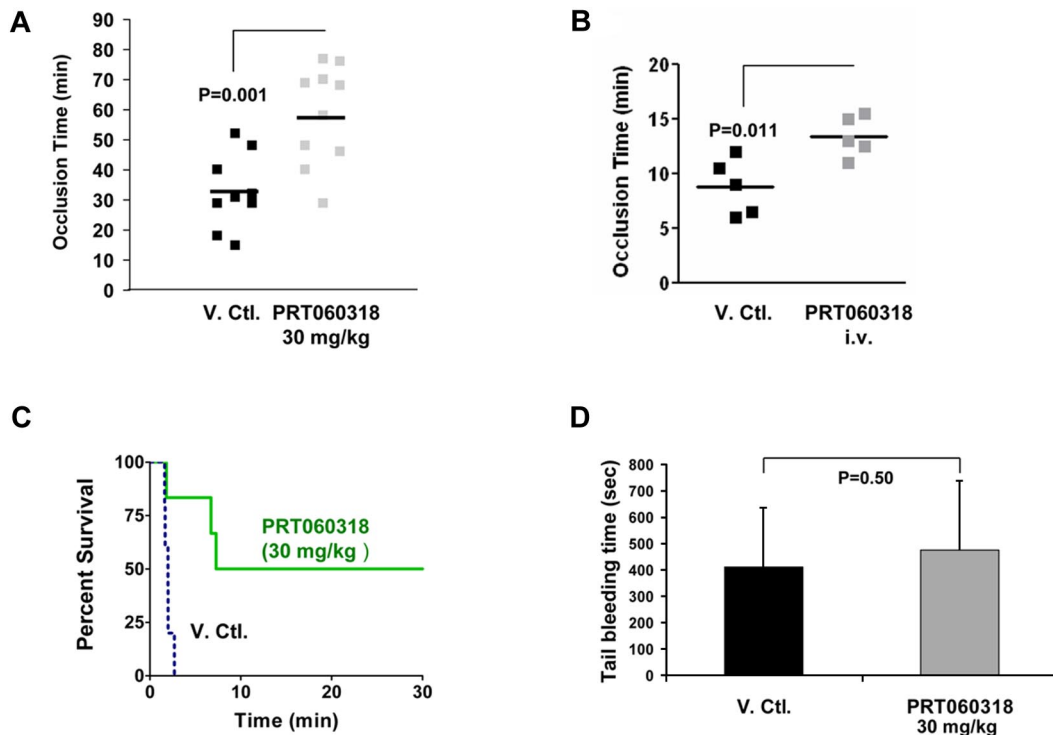 A
Occlusion Time (min)
90
80
70
60
50
40
30
20
10
0
P=0.001
V. Ctl.
PRT060318
30 mg/kg
B
Occlusion Time (min)
20
15
10
5
0
P=0.011
V. Ctl.
PRT060318
i.v.
C
Percent Survival
100
75
50
25
0
PRT060318
(30 mg/kg )
V. Ctl.
0 10 20 30
Time (min)
D
Tail bleeding time (sec)
800
700
600
500
400
300
200
100
0
P=0.50
V. Ctl.
PRT060318
30 mg/kg